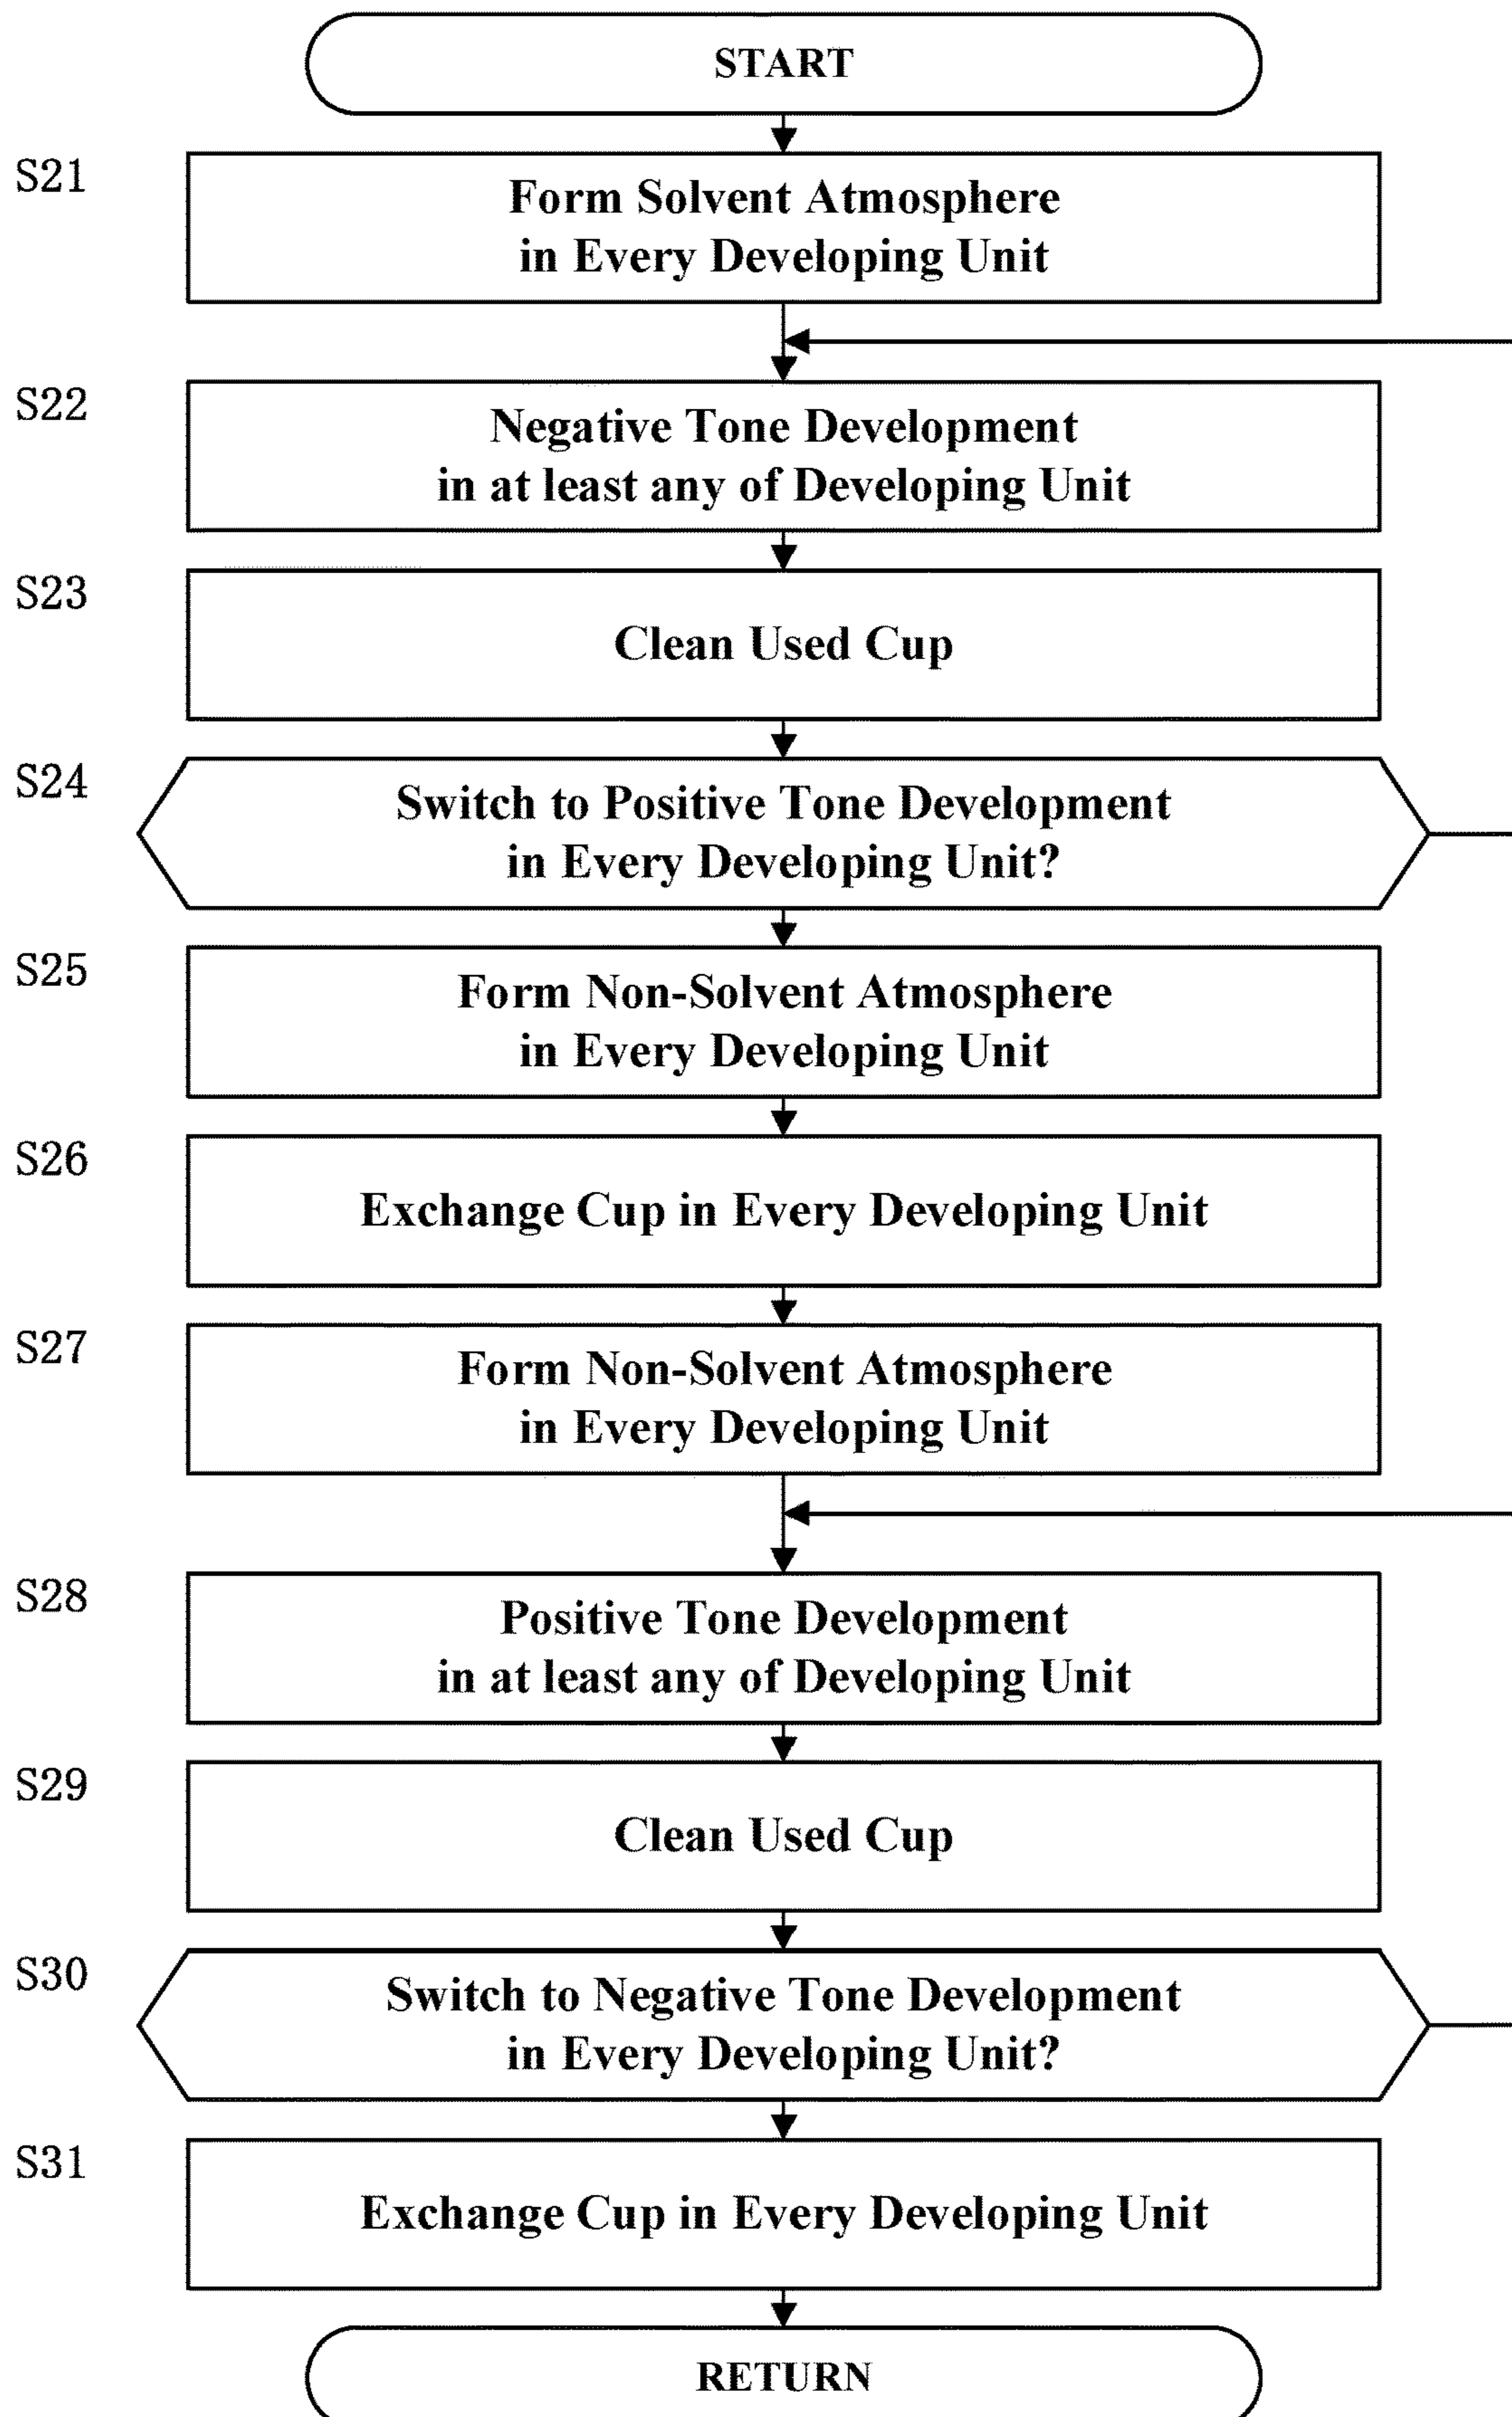 START
S21
Form Solvent Atmosphere
in Every Developing Unit
S22
Negative Tone Development
in at least any of Developing Unit
S23
Clean Used Cup
S24
Switch to Positive Tone Development
in Every Developing Unit?
S25
Form Non-Solvent Atmosphere
in Every Developing Unit
S26
Exchange Cup in Every Developing Unit
S27
Form Non-Solvent Atmosphere
in Every Developing Unit
S28
Positive Tone Development
in at least any of Developing Unit
S29
Clean Used Cup
S30
Switch to Negative Tone Development
in Every Developing Unit?
S31
Exchange Cup in Every Developing Unit
RETURN